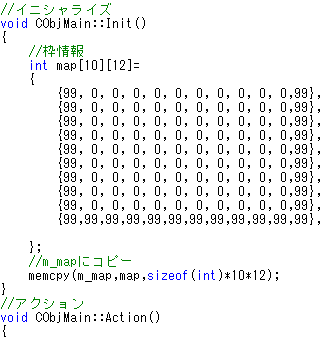 //イニシャライズ
void CObjMain::Init()
{
//枠情報
int map[10][12]=
{
{99, 0, 0, 0, 0, 0, 0, 0, 0, 0, 0,99},
{99, 0, 0, 0, 0, 0, 0, 0, 0, 0, 0,99},
{99, 0, 0, 0, 0, 0, 0, 0, 0, 0, 0,99},
{99, 0, 0, 0, 0, 0, 0, 0, 0, 0, 0,99},
{99, 0, 0, 0, 0, 0, 0, 0, 0, 0, 0,99},
{99, 0, 0, 0, 0, 0, 0, 0, 0, 0, 0,99},
{99, 0, 0, 0, 0, 0, 0, 0, 0, 0, 0,99},
{99, 0, 0, 0, 0, 0, 0, 0, 0, 0, 0,99},
{99,99,99,99,99,99,99,99,99,99,99,99},
};
//m_mapにコピー
memcpy(m_map,map,sizeof(int)*10*12);
}
//アクション
void CObjMain::Action()
{